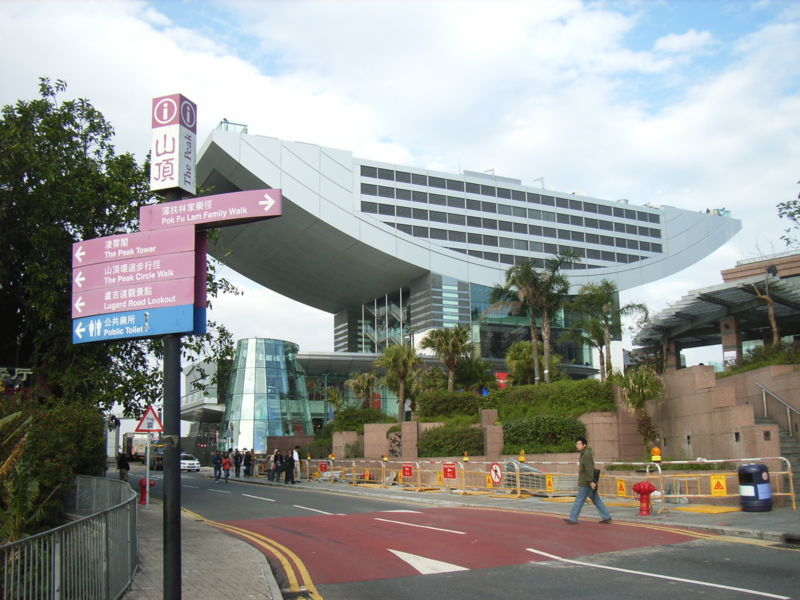 山頂
The Peak
薄扶林家樂徑
Pok Fu Lam Family Walk
凌霄閣
The Peak Tower
山頂環迴步行徑
The Peak Circle Walk
盧吉道觀景點
Lugard Road Lookout
公共廁所
Public Toilet